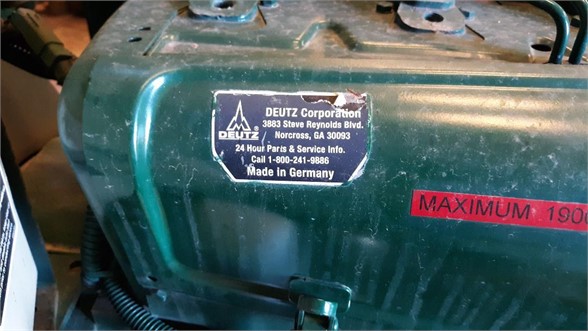 DEUTZ
DEUTZ Corporation
3883 Steve Reynolds Blvd.
Norcross, GA 30093
24 Hour Parts & Service Info.
Call 1-800-241-9886
Made in Germany
MAXIMUM 190